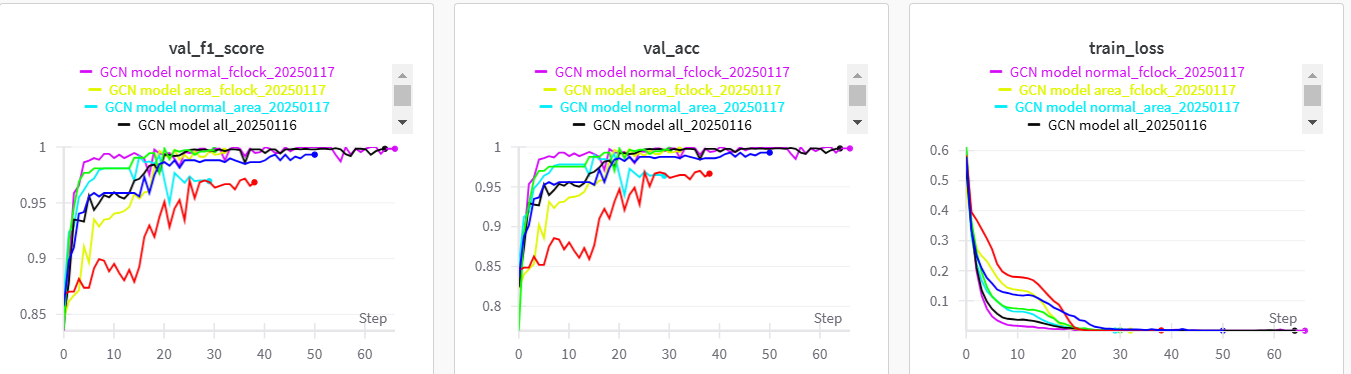 val_f1_score
GCN model normal_fclock_20250117
GCN model area_fclock_20250117
GCN model normal_area_20250117
GCN model all_20250116
1
0.95
0.9
0.85
Step
0 10 20 30 40 50 60
val_acc
GCN model normal_fclock_20250117
GCN model area_fclock_20250117
GCN model normal_area_20250117
GCN model all_20250116
1
0.95
0.9
0.85
0.8
Step
0 10 20 30 40 50 60
train_loss
GCN model normal_fclock_20250117
GCN model area_fclock_20250117
GCN model normal_area_20250117
GCN model all_20250116
0.6
0.5
0.4
0.3
0.2
0.1
Step
0 10 20 30 40 50 60